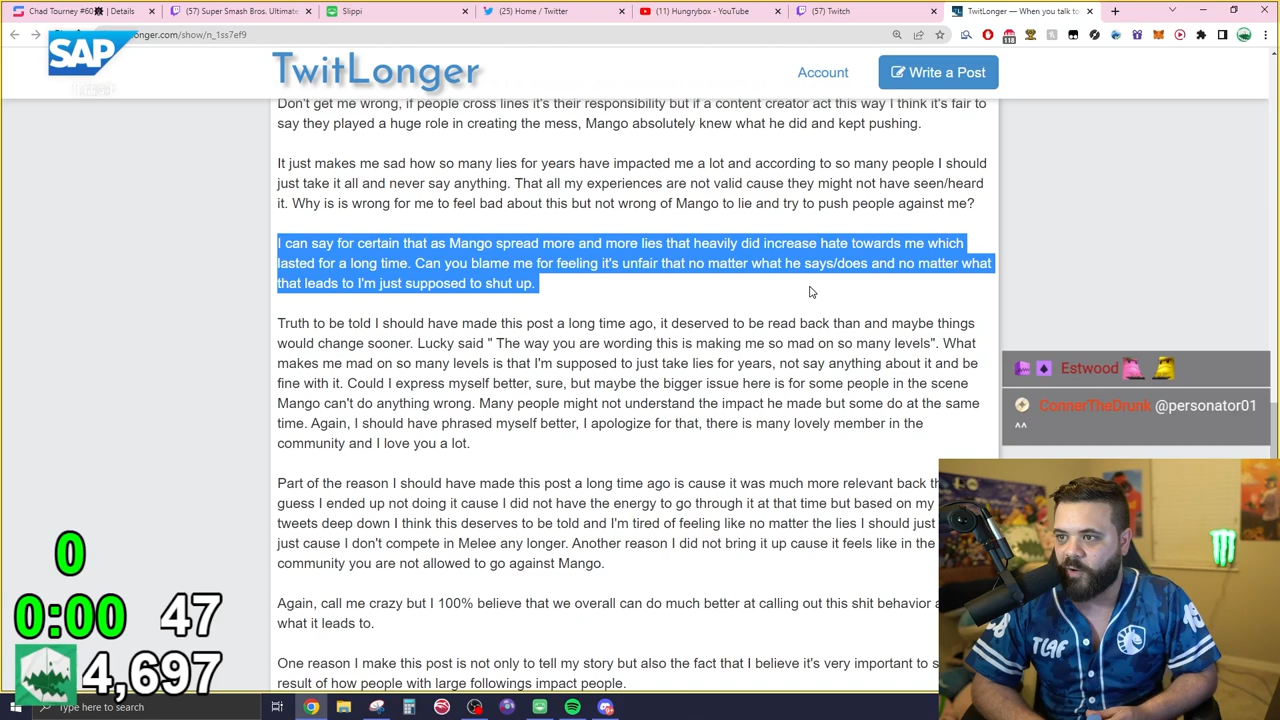 Chad Tourney #60 | Details
(57) Super Smash Bros. Ultimate
Slippi
(25) Home / Twitter
(11) Hungrybox - YouTube
(57) Twitch
TwitLonger — When you talk to
longer.com/show/n_1ss7ef9
118
SAP
TwitLonger
Account
Write a Post
Don't get me wrong, if people cross lines it's their responsibility but if a content creator act this way I think it's fair to
say they played a huge role in creating the mess, Mango absolutely knew what he did and kept pushing.
It just makes me sad how so many lies for years have impacted me a lot and according to so many people I should
just take it all and never say anything. That all my experiences are not valid cause they might not have seen/heard
it. Why is is wrong for me to feel bad about this but not wrong of Mango to lie and try to push people against me?
I can say for certain that as Mango spread more and more lies that heavily did increase hate towards me which
lasted for a long time. Can you blame me for feeling it's unfair that no matter what he says/does and no matter what
that leads to I'm just supposed to shut up.
Truth to be told I should have made this post a long time ago, it deserved to be read back than and maybe things
would change sooner. Lucky said " The way you are wording this is making me so mad on so many levels". What
makes me mad on so many levels is that I'm supposed to just take lies for years, not say anything about it and be
fine with it. Could I express myself better, sure, but maybe the bigger issue here is for some people in the scene
Mango can't do anything wrong. Many people might not understand the impact he made but some do at the same
time. Again, I should have phrased myself better, I apologize for that, there is many lovely member in the
community and I love you a lot.
Part of the reason I should have made this post a long time ago is cause it was much more relevant back th
guess I ended up not doing it cause I did not have the energy to go through it at that time but based on my
tweets deep down I think this deserves to be told and I'm tired of feeling like no matter the lies I should just
just cause I don't compete in Melee any longer. Another reason I did not bring it up cause it feels like in the
community you are not allowed to go against Mango.
Again, call me crazy but I 100% believe that we overall can do much better at calling out this shit behavior a
what it leads to.
One reason I make this post is not only to tell my story but also the fact that I believe it's very important to s
result of how people with large followings impact people.
Estwood
ConnerTheDrunk @personator01
^^
0
0:00 47
4,697
TLAF
Type here to search